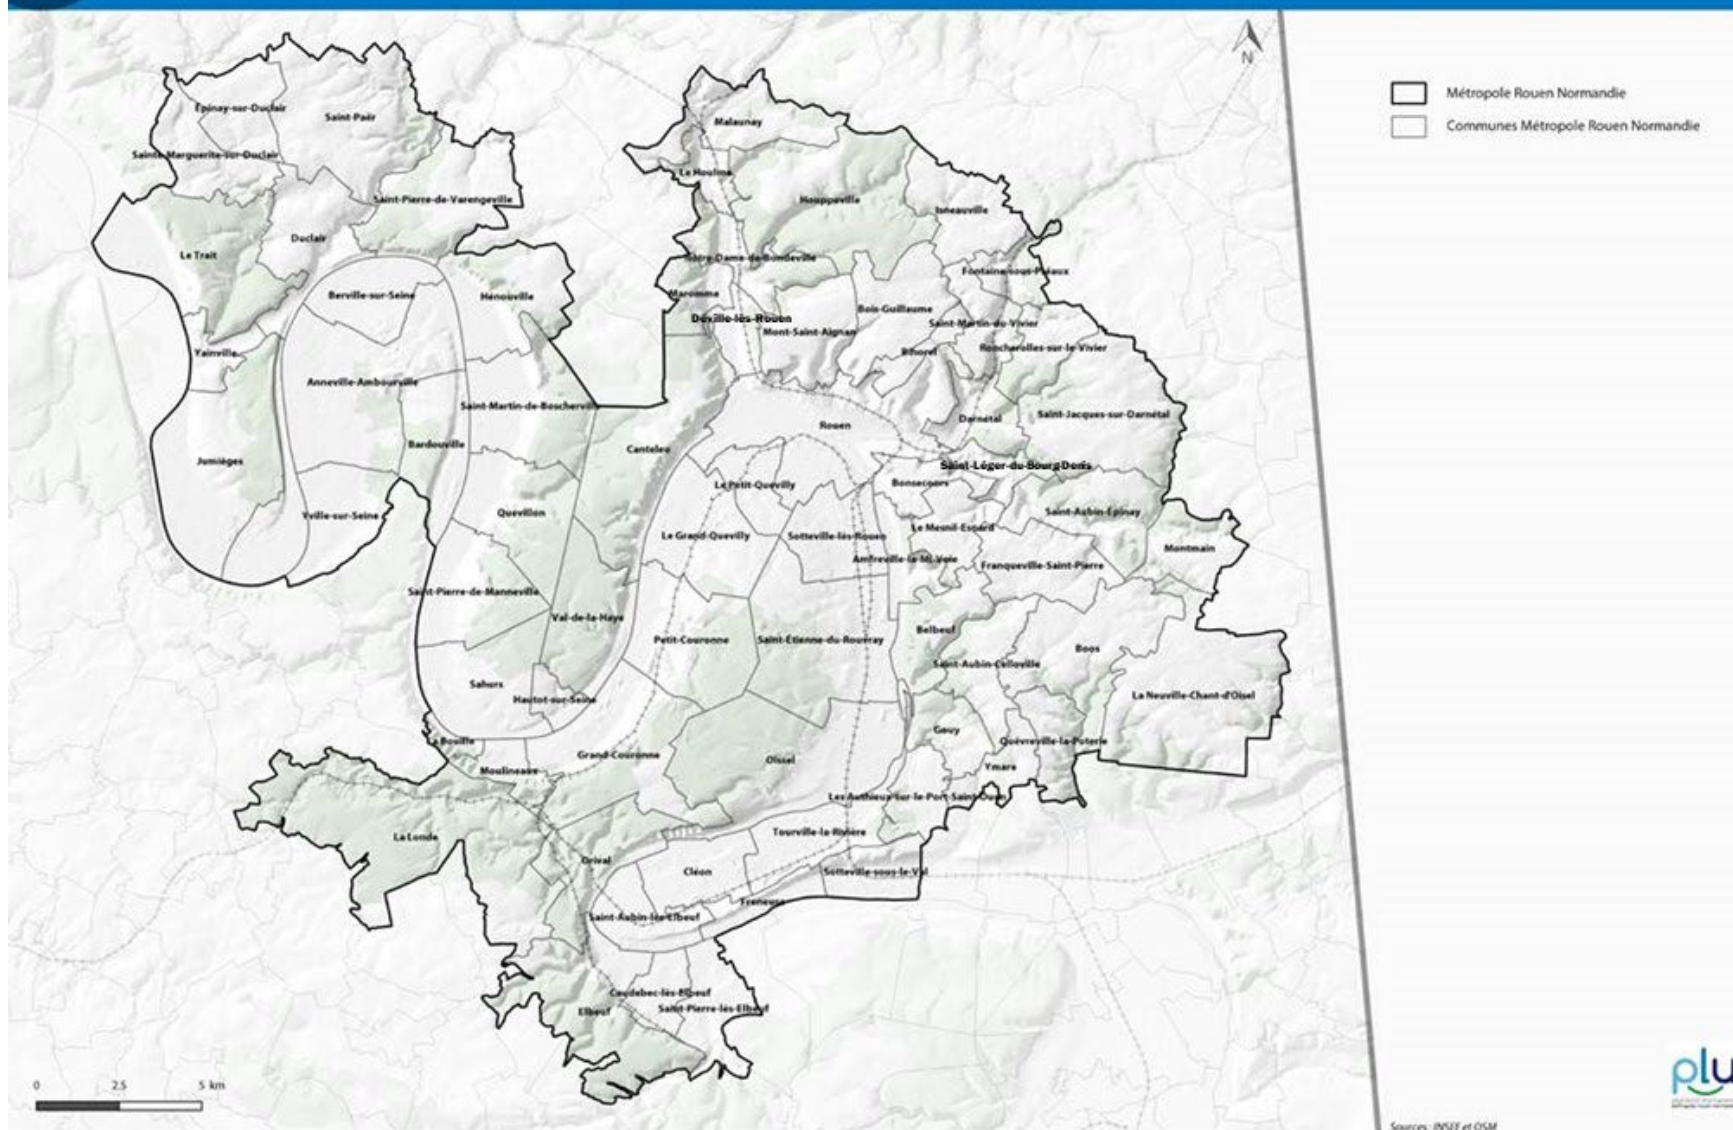 N
Métropole Rouen Normandie
Communes Métropole Rouen Normandie
Épinay-sur-Duclair
Saint-Paër
Malaunay
Sainte-Marguerite-sur-Duclair
Le Houlme
Saint-Pierre-de-Varengeville
Houppeville
Isneauville
Duclair
Le Trait
Notre-Dame-de-Bondeville
Fontaine-sous-Préaux
Berville-sur-Seine
Hénouville
Maromme
Bois-Guillaume
Déville-lès-Rouen
Mont-Saint-Aignan
Saint-Martin-du-Vivier
Yainville
Bihorel
Roncherolles-sur-le-Vivier
Anneville-Ambourville
Saint-Martin-de-Boscherville
Saint-Jacques-sur-Darnétal
Darnétal
Rouen
Bardouville
Canteleu
Jumièges
Saint-Léger-du-Bourg-Denis
Le Petit-Quevilly
Bonsecours
Yville-sur-Seine
Quevillon
Saint-Aubin-Épinay
Le Mesnil-Esnard
Le Grand-Quevilly
Sotteville-lès-Rouen
Montmain
Amfreville-la-Mi-Voie
Franqueville-Saint-Pierre
Saint-Pierre-de-Manneville
Val-de-la-Haye
Belbeuf
Petit-Couronne
Saint-Étienne-du-Rouvray
Boos
Saint-Aubin-Celloville
Sahurs
Hautot-sur-Seine
La Neuville-Chant-d'Oisel
Gouy
La Bouille
Quévreville-la-Poterie
Grand-Couronne
Oissel
Moulineaux
Ymare
Les Authieux-sur-le-Port-Saint-Ouen
La Londe
Tourville-la-Rivière
Orival
Cléon
Sotteville-sous-le-Val
Freneuse
Saint-Aubin-lès-Elbeuf
Caudebec-lès-Elbeuf
Elbeuf
Saint-Pierre-lès-Elbeuf
0 2.5 5 km
plu
Sources : INSEE et OSM